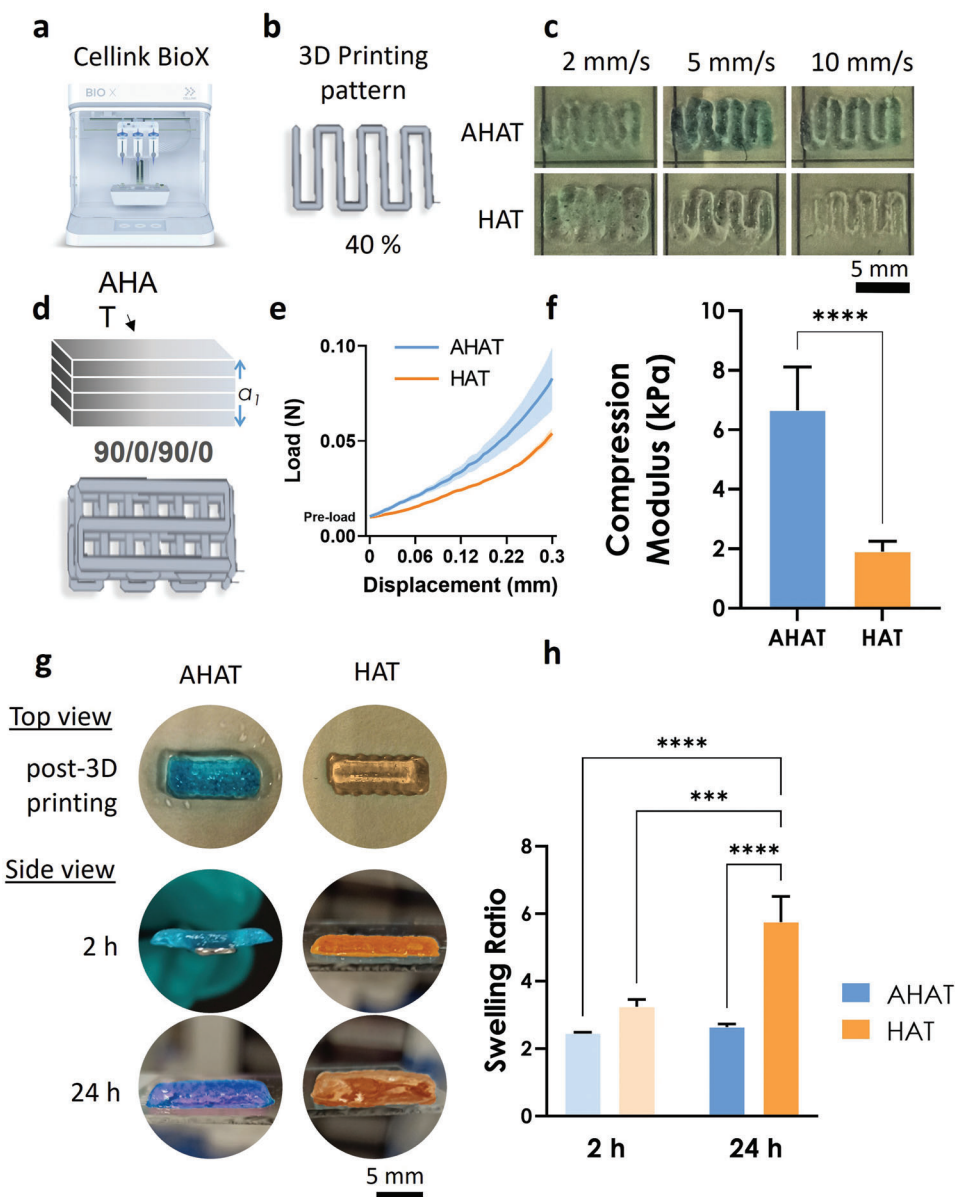 a
Cellink BioX
BIO X
b
3D Printing
pattern
40 %
c
2 mm/s 5 mm/s 10 mm/s
AHAT
HAT
5 mm
d
AHA
T
a1
90/0/90/0
e
AHAT
HAT
0.10
0.05
Pre-load
0.00
Load (N)
0 0.06 0.12 0.22 0.3
Displacement (mm)
f
Compression
Modulus (kPa)
10
8
6
4
2
0
****
AHAT HAT
g
AHAT HAT
Top view
post-3D
printing
Side view
2 h
24 h
5 mm
h
Swelling Ratio
8
6
4
2
0
****
***
****
2 h 24 h
AHAT
HAT